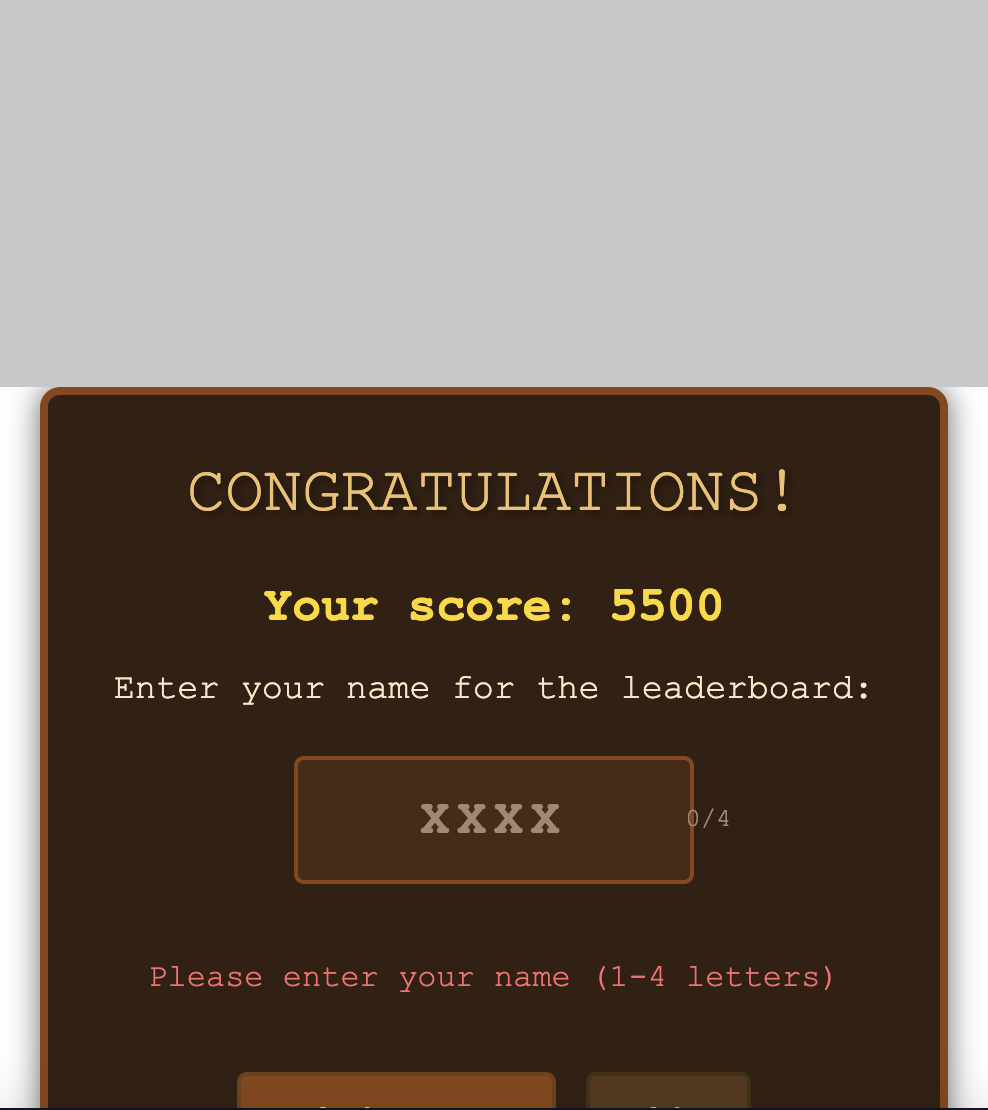 CONGRATULATIONS!
Your score: 5500
Enter your name for the leaderboard:
xxxx
0/4
Please enter your name (1-4 letters)